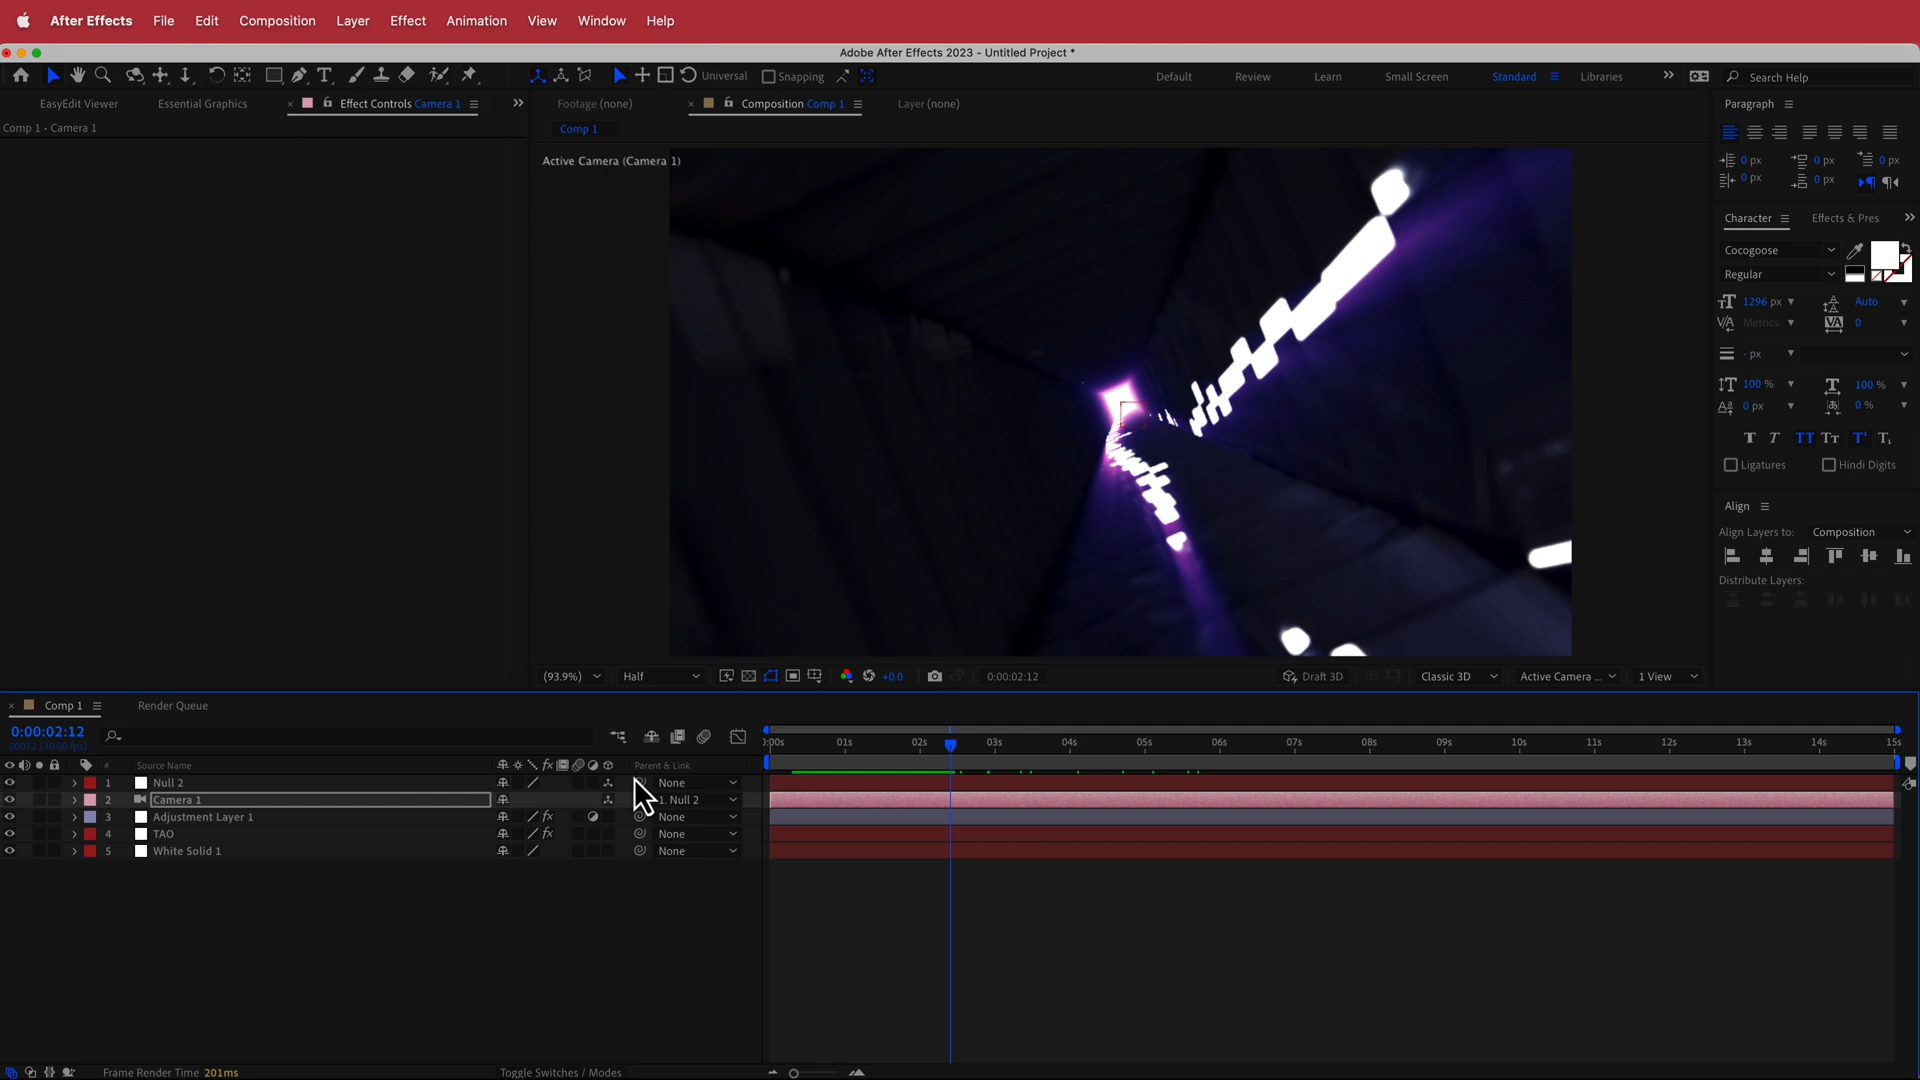 After Effects File Edit Composition Layer Effect Animation View Window Help
Adobe After Effects 2023 - Untitled Project *
Universal Snapping Default Review Learn Small Screen Standard Libraries Search Help
EasyEdit Viewer Essential Graphics Effect Controls Camera 1 Footage (none) Composition Comp 1 Layer (none) Paragraph
Comp 1 • Camera 1
Comp 1
Active Camera (Camera 1)
0 px 0 px 0 px
0 px 0 px
Character Effects & Pres
Cocogoose
Regular
1296 px Auto
Metrics 0
- px
100 % 100 %
0 px 0 %
Ligatures Hindi Digits
Align
Align Layers to: Composition
Distribute Layers:
(93.9%) Half +0.0 0:00:02:12 Draft 3D Classic 3D Active Camera ... 1 View
Comp 1 Render Queue
0:00:02:12
00072 (30.00 fps)
:00s 01s 02s 03s 04s 05s 06s 07s 08s 09s 10s 11s 12s 13s 14s 15s
# Source Name Parent & Link
1 Null 2 None
2 Camera 1 1. Null 2
3 Adjustment Layer 1 fx None
4 TAO fx None
5 White Solid 1 None
Frame Render Time 201ms Toggle Switches / Modes